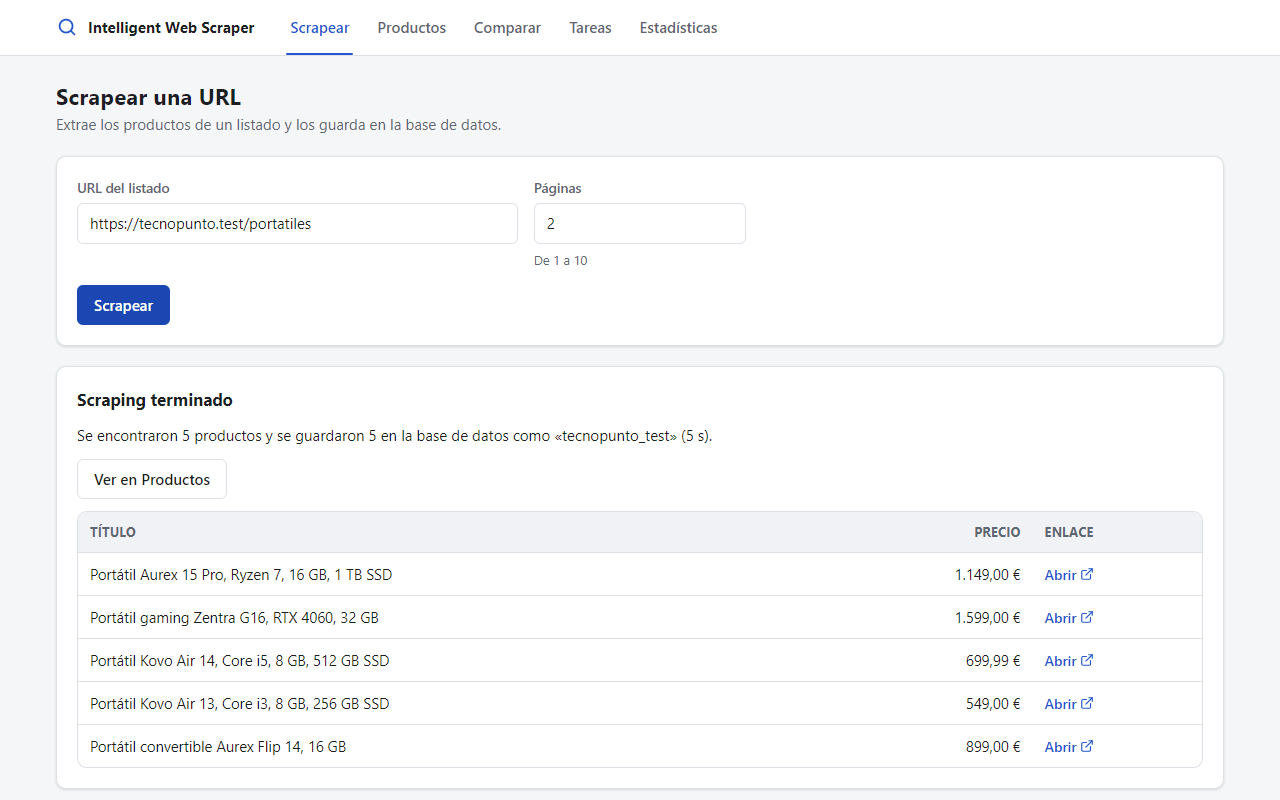 Intelligent Web Scraper Scrapear Productos Comparar Tareas Estadísticas
Scrapear una URL
Extrae los productos de un listado y los guarda en la base de datos.
URL del listado Páginas
https://tecnopunto.test/portatiles 2
De 1 a 10
Scrapear
Scraping terminado
Se encontraron 5 productos y se guardaron 5 en la base de datos como «tecnopunto_test» (5 s).
Ver en Productos
TÍTULO PRECIO ENLACE
Portátil Aurex 15 Pro, Ryzen 7, 16 GB, 1 TB SSD 1.149,00 € Abrir
Portátil gaming Zentra G16, RTX 4060, 32 GB 1.599,00 € Abrir
Portátil Kovo Air 14, Core i5, 8 GB, 512 GB SSD 699,99 € Abrir
Portátil Kovo Air 13, Core i3, 8 GB, 256 GB SSD 549,00 € Abrir
Portátil convertible Aurex Flip 14, 16 GB 899,00 € Abrir